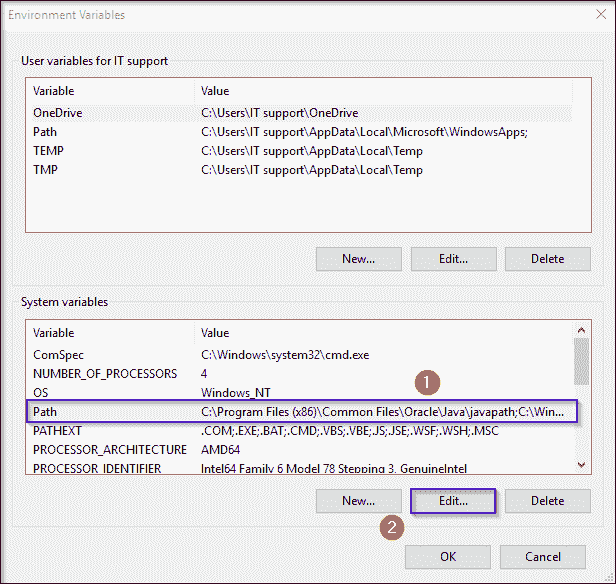 Environment Variables
User variables for IT support
Variable Value
OneDrive C:\Users\IT support\OneDrive
Path C:\Users\IT support\AppData\Local\Microsoft\WindowsApps;
TEMP C:\Users\IT support\AppData\Local\Temp
TMP C:\Users\IT support\AppData\Local\Temp
New... Edit... Delete
System variables
Variable Value
ComSpec C:\Windows\system32\cmd.exe
NUMBER_OF_PROCESSORS 4
1
OS Windows_NT
Path C:\Program Files (x86)\Common Files\Oracle\Java\javapath;C:\Win...
PATHEXT .COM;.EXE;.BAT;.CMD;.VBS;.VBE;.JS;.JSE;.WSF;.WSH;.MSC
PROCESSOR_ARCHITECTURE AMD64
PROCESSOR_IDENTIFIER Intel64 Family 6 Model 78 Stepping 3, GenuineIntel
New... Edit... Delete
2
OK Cancel